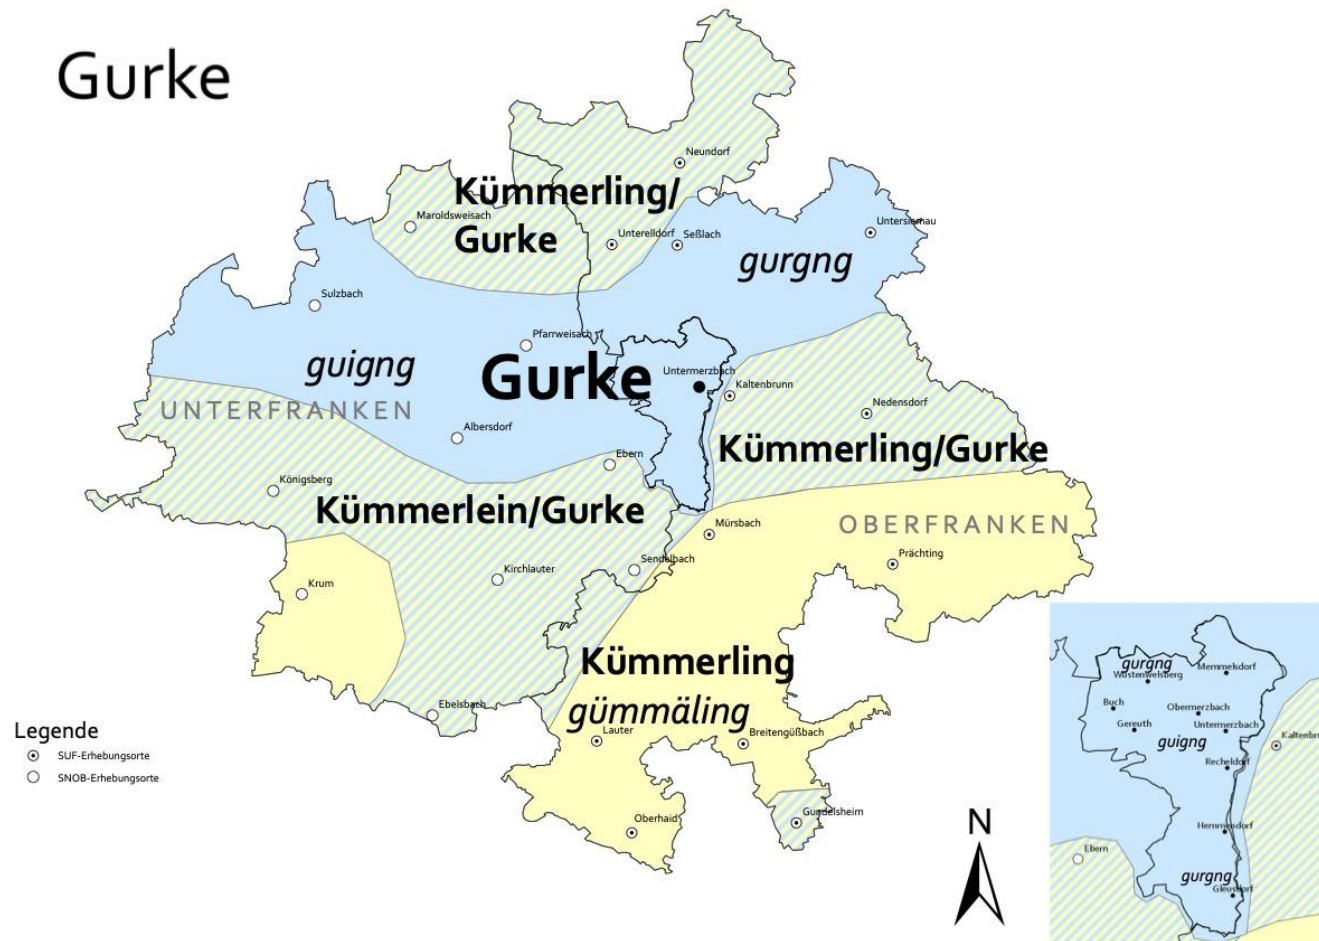 Gurke
Neundorf
Kümmerling/
Gurke
Maroldsweisach
Unterelldorf
Seßlach
Untersiemau
gurgng
Sulzbach
Pfarrweisach
guigng
Gurke
Untermerzbach
Kaltenbrunn
UNTERFRANKEN
Nedensdorf
Albersdorf
Kümmerling/Gurke
Ebern
Königsberg
Kümmerlein/Gurke
Mürsbach
OBERFRANKEN
Prächting
Sendelbach
Kirchlauter
Krum
Kümmerling
gümmäling
Ebelsbach
Lauter
Breitengüßbach
Gundelsheim
Oberhaid
Legende
SUF-Erhebungsorte
SNOB-Erhebungsorte
N
gurgng
Wüstenwelsberg
Memmelsdorf
Buch
Obermerzbach
Gereuth
Untermerzbach
guigng
Kaltenbru
Recheldorf
Hemmendorf
Ebern
gurgng
Gleusdorf